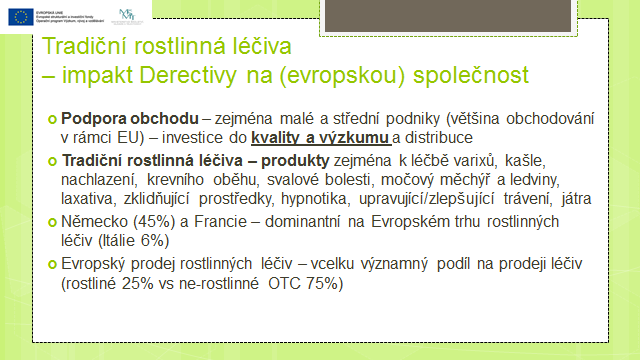 EVROPSKÁ UNIE
Evropské strukturální a investiční fondy
Operační program Výzkum, vývoj a vzdělávání
Tradiční rostlinná léčiva
– impakt Derectivy na (evropskou) společnost
Podpora obchodu – zejména malé a střední podniky (většina obchodování
v rámci EU) – investice do kvality a výzkumu a distribuce
Tradiční rostlinná léčiva – produkty zejména k léčbě varixů, kašle,
nachlazení, krevního oběhu, svalové bolesti, močový měchýř a ledviny,
laxativa, zklidňující prostředky, hypnotika, upravující/zlepšující trávení, játra
Německo (45%) a Francie – dominantní na Evropském trhu rostlinných
léčiv (Itálie 6%)
Evropský prodej rostlinných léčiv – vcelku významný podíl na prodeji léčiv
(rostliné 25% vs ne-rostlinné OTC 75%)